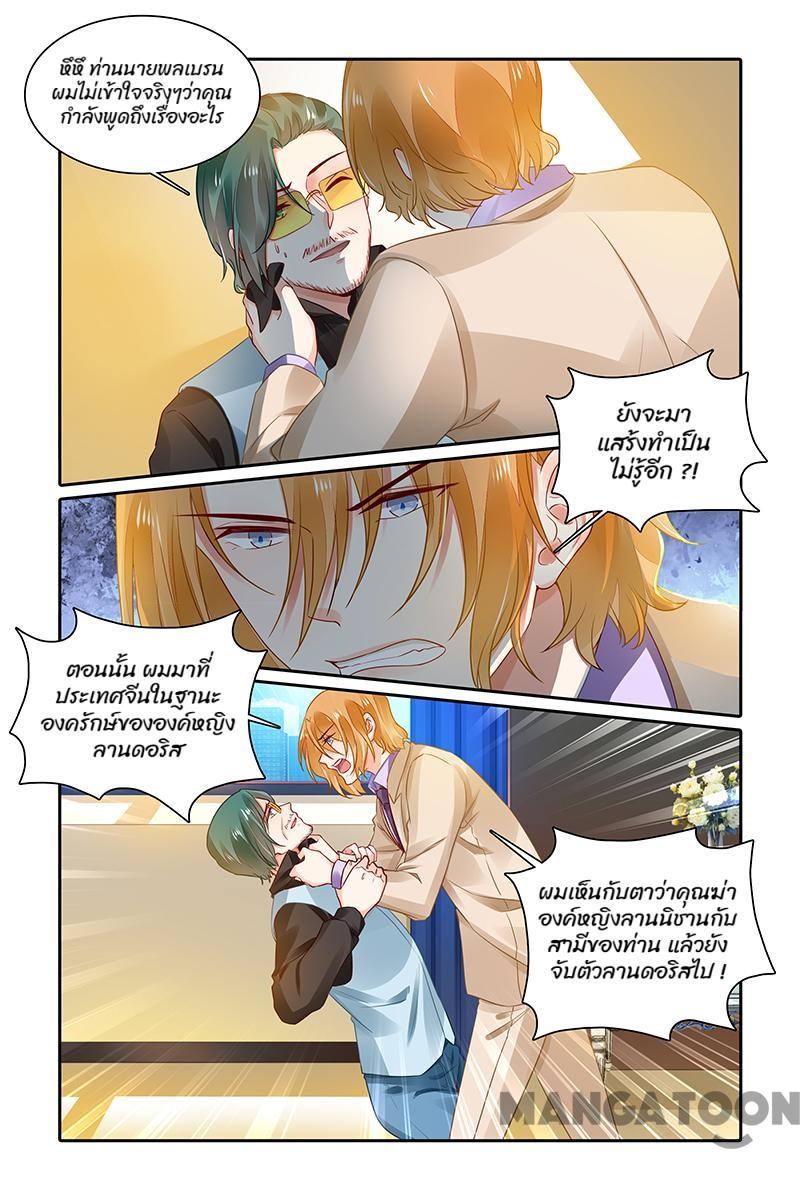 หึหึ ท่านนายพลเบรน
ผมไม่เข้าใจจริงๆว่าคุณ
กำลังพูดถึงเรื่องอะไร
ยังจะมา
แสร้งทำเป็น
ไม่รู้อีก ?!
ตอนนั้น ผมมาที่
ประเทศจีนในฐานะ
องครักษ์ขององค์หญิง
ลานดอริส
ผมเห็นกับตาว่าคุณฆ่า
องค์หญิงลานนิชานกับ
สามีของท่าน แล้วยัง
จับตัวลานดอริสไป !
MANGATOON